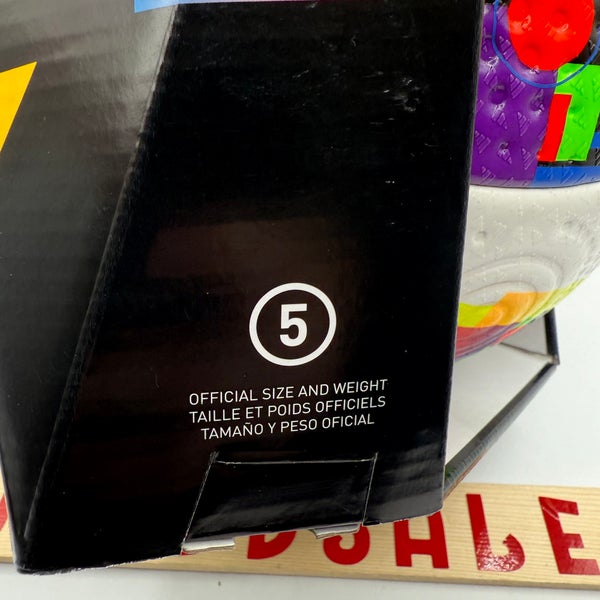 5
OFFICIAL SIZE AND WEIGHT
TAILLE ET POIDS OFFICIELS
TAMAÑO Y PESO OFICIAL